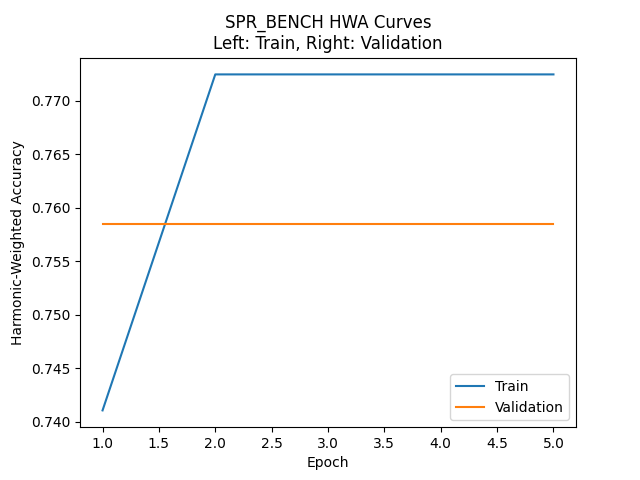 SPR_BENCH HWA Curves
Left: Train, Right: Validation
Harmonic-Weighted Accuracy
0.770
0.765
0.760
0.755
0.750
0.745
0.740
Train
Validation
1.0 1.5 2.0 2.5 3.0 3.5 4.0 4.5 5.0
Epoch